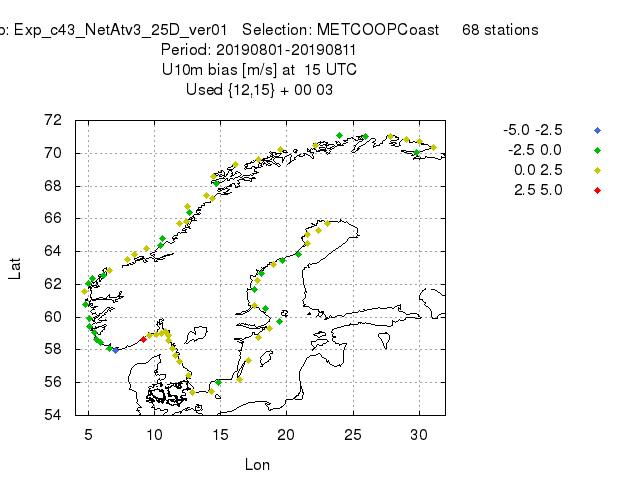 o: Exp_c43_NetAtv3_25D_ver01 Selection: METCOOPCoast 68 stations
Period: 20190801-20190811
U10m bias [m/s] at 15 UTC
Used {12,15} + 00 03
-5.0 -2.5
-2.5 0.0
0.0 2.5
2.5 5.0
72
70
68
66
64
62
60
58
56
54
Lat
5 10 15 20 25 30
Lon